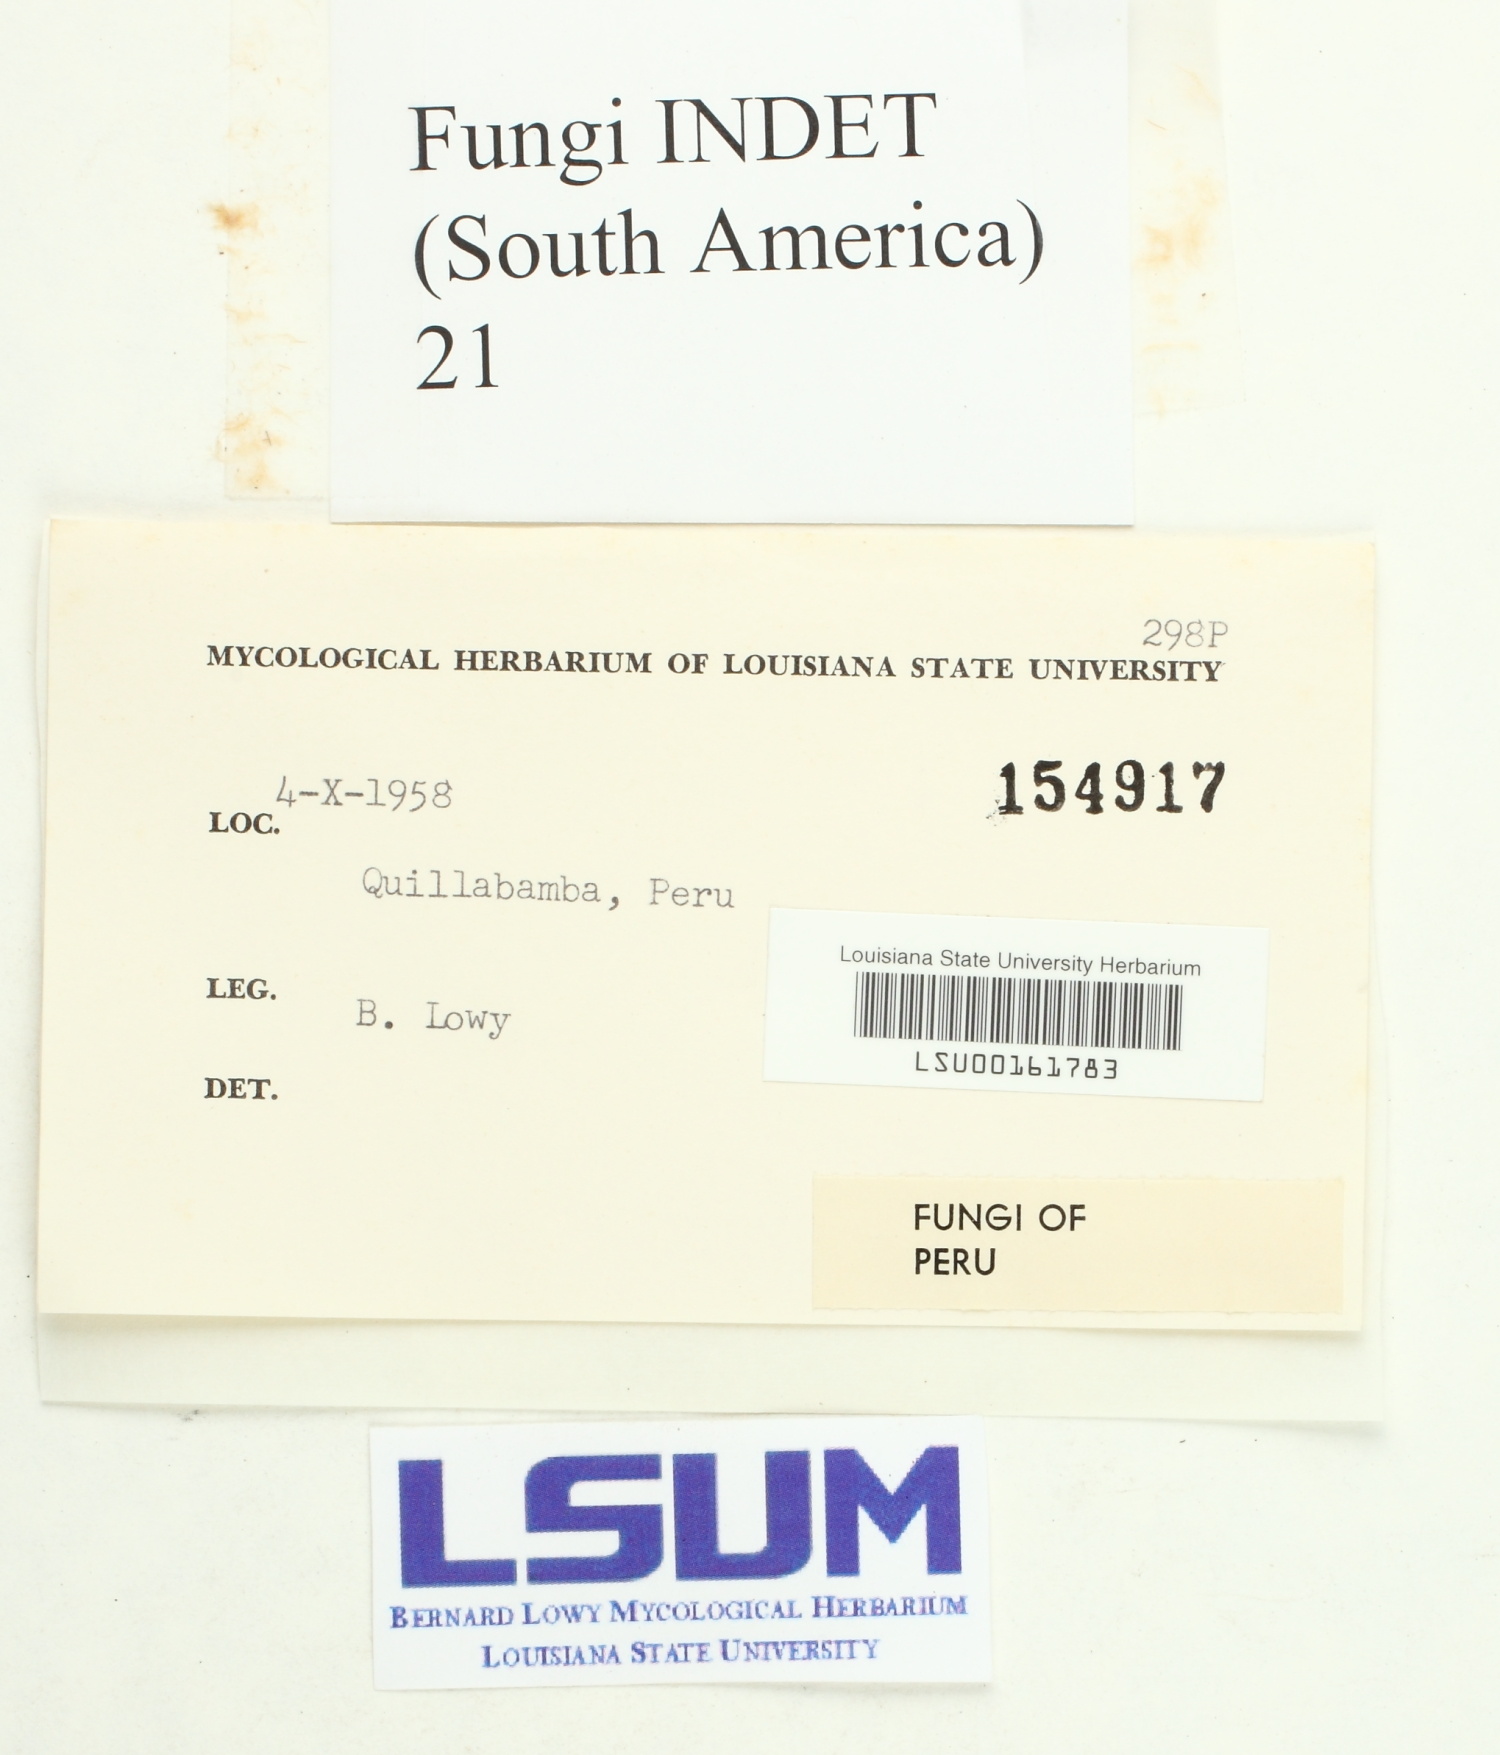 Fungi INDET
(South America)
21
298P
MYCOLOGICAL HERBARIUM OF LOUISIANA STATE UNIVERSITY
154917
4-X-1958
LOC.
Quillabamba, Peru
Louisiana State University Herbarium
LSU00161783
LEG.
B. Lowy
DET.
FUNGI OF
PERU
LSUM
BERNARD LOWY MYCOLOGICAL HERBARIUM
LOUISIANA STATE UNIVERSITY